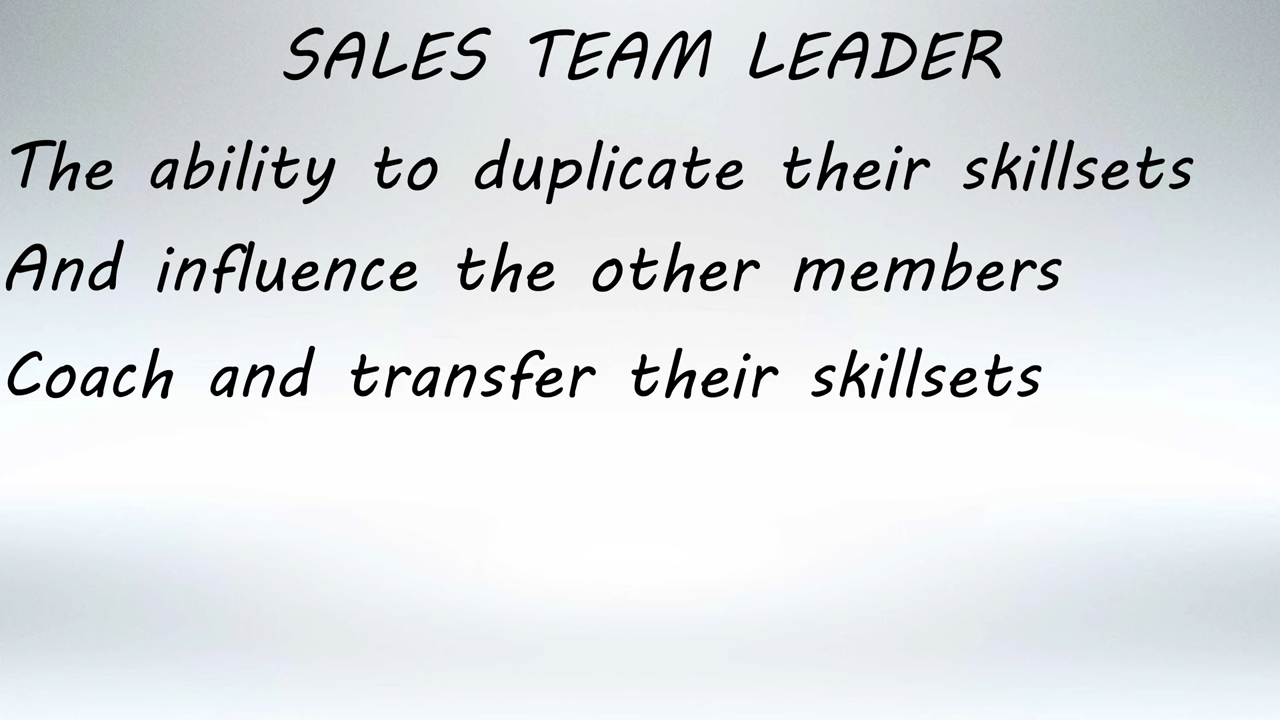 SALES TEAM LEADER
The ability to duplicate their skillsets
And influence the other members
Coach and transfer their skillsets